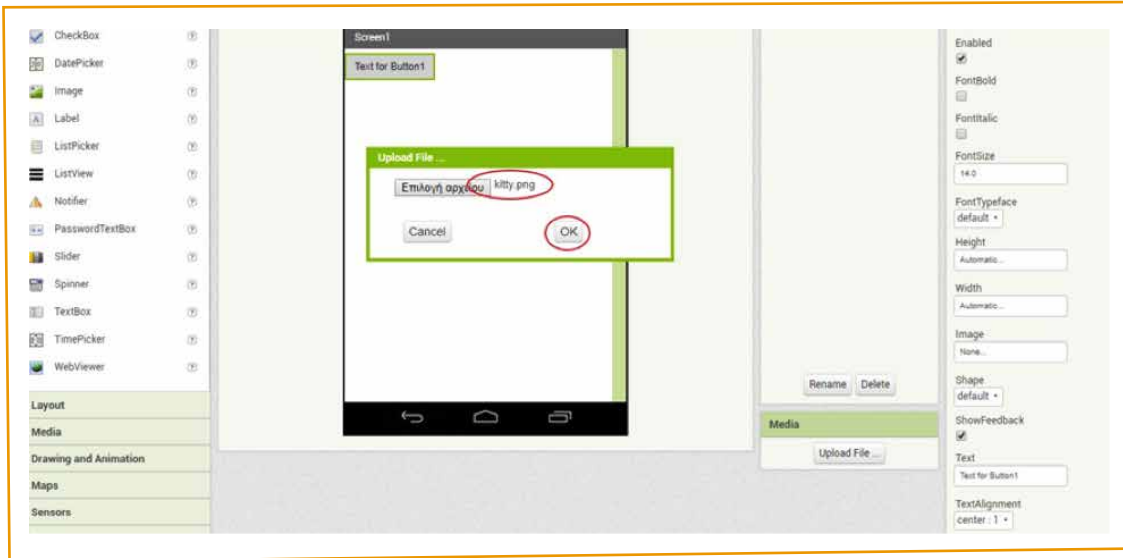 CheckBox
DatePicker
Image
Label
ListPicker
ListView
Notifier
PasswordTextBox
Slider
Spinner
TextBox
TimePicker
WebViewer
Layout
Media
Drawing and Animation
Maps
Sensors
Screen1
Text for Button1
Upload File ...
Επιλογή αρχείου kitty.png
Cancel OK
Rename Delete
Media
Upload File ...
Enabled
FontBold
FontItalic
FontSize
14.0
FontTypeface
default
Height
Automatic...
Width
Automatic...
Image
None...
Shape
default
ShowFeedback
Text
Text for Button1
TextAlignment
center : 1